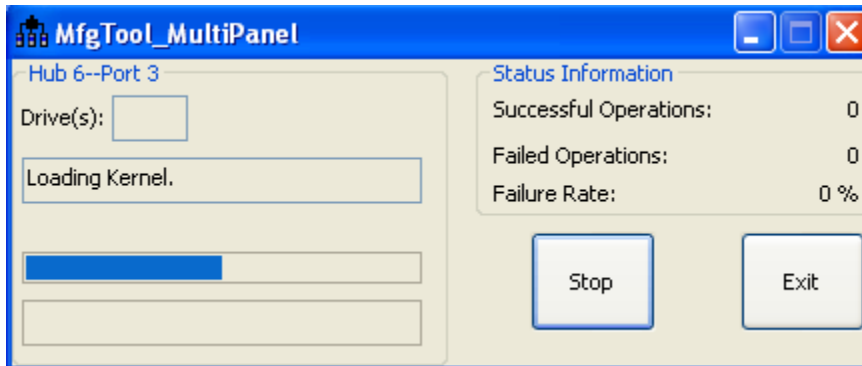 MfgTool_MultiPanel
Hub 6--Port 3
Drive(s):
Loading Kernel.
Status Information
Successful Operations: 0
Failed Operations: 0
Failure Rate: 0 %
Stop
Exit